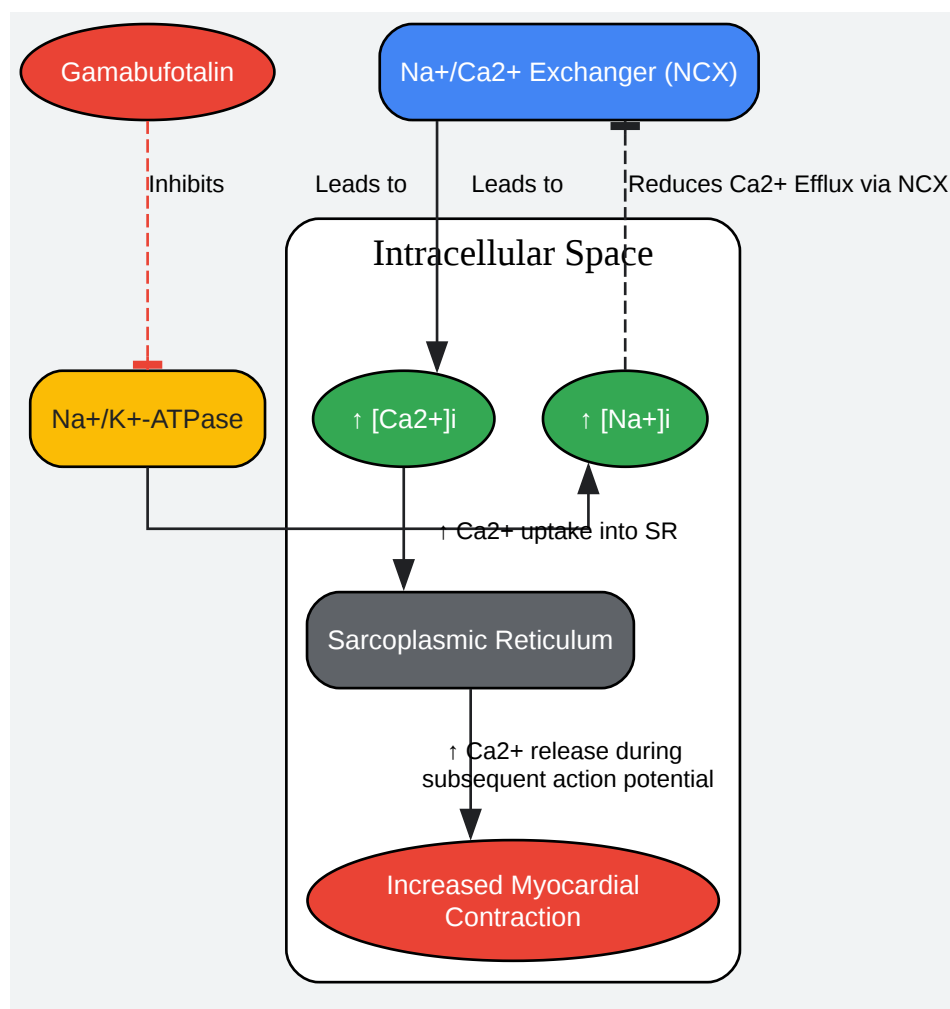 Gamabufotalin
Na+/Ca2+ Exchanger (NCX)
Inhibits
Leads to
Leads to
Reduces Ca2+ Efflux via NCX
Intracellular Space
Na+/K+-ATPase
↑ [Ca2+]i
↑ [Na+]i
↑ Ca2+ uptake into SR
Sarcoplasmic Reticulum
↑ Ca2+ release during
subsequent action potential
Increased Myocardial
Contraction